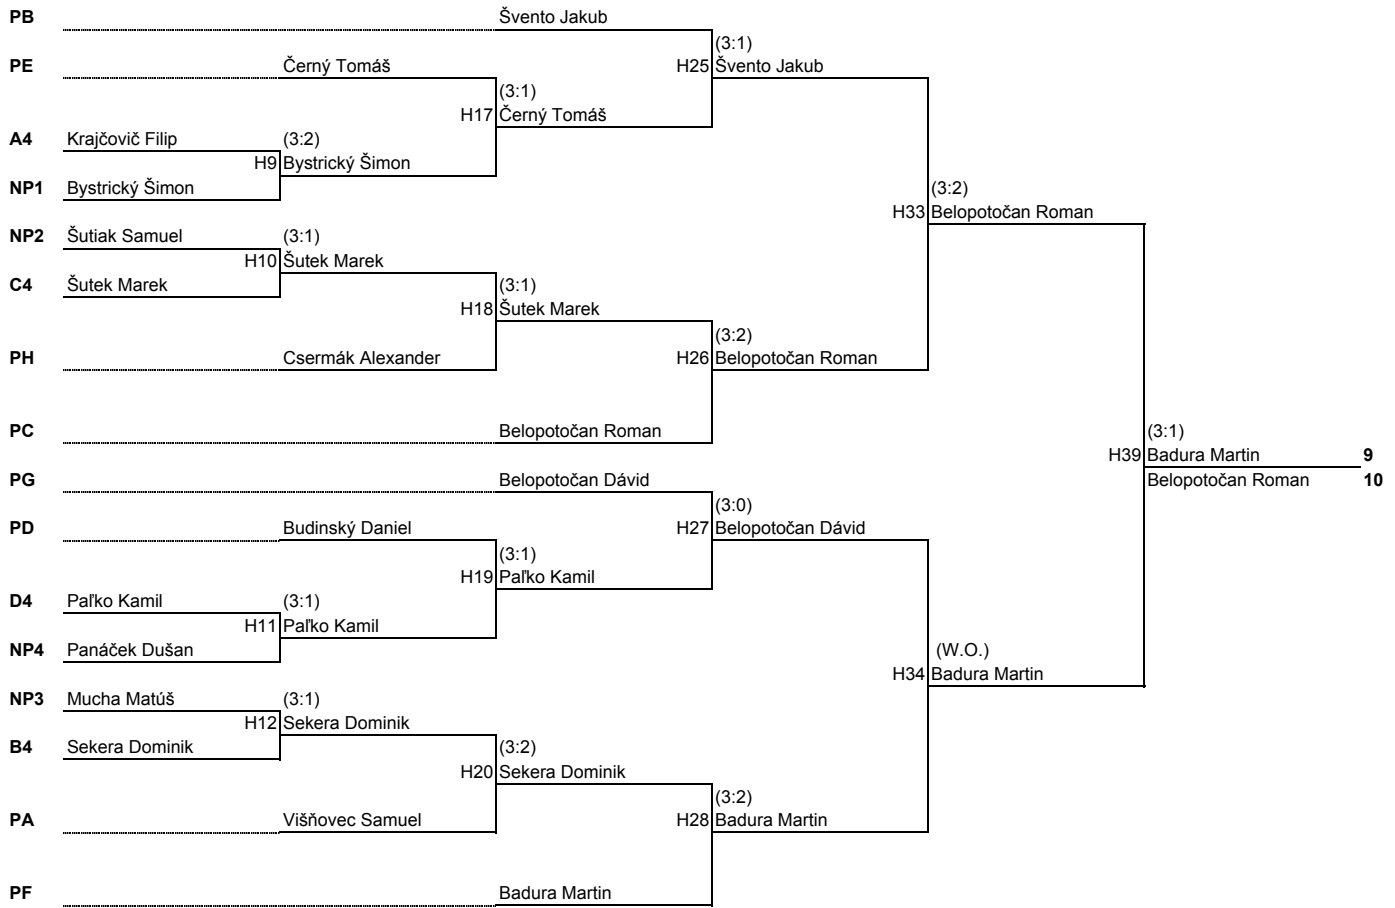 PB Švento Jakub
(3:1)
PE Černý Tomáš H25 Švento Jakub
(3:1)
H17 Černý Tomáš
A4 Krajčovič Filip (3:2)
H9 Bystrický Šimon
NP1 Bystrický Šimon (3:2)
H33 Belopotočan Roman
NP2 Šutiak Samuel (3:1)
H10 Šutek Marek
C4 Šutek Marek (3:1)
H18 Šutek Marek
(3:2)
PH Csermák Alexander H26 Belopotočan Roman
PC Belopotočan Roman (3:1)
H39 Badura Martin 9
PG Belopotočan Dávid Belopotočan Roman 10
(3:0)
PD Budinský Daniel H27 Belopotočan Dávid
(3:1)
H19 Paľko Kamil
D4 Paľko Kamil (3:1)
H11 Paľko Kamil
NP4 Panáček Dušan (W.O.)
H34 Badura Martin
NP3 Mucha Matúš (3:1)
H12 Sekera Dominik
B4 Sekera Dominik (3:2)
H20 Sekera Dominik
(3:2)
PA Višňovec Samuel H28 Badura Martin
PF Badura Martin